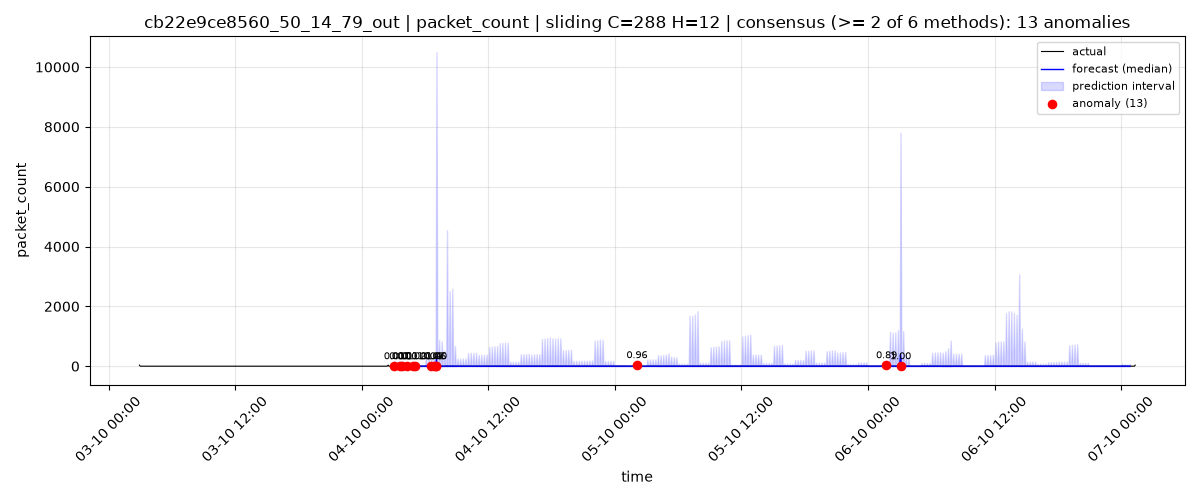 cb22e9ce8560_50_14_79_out | packet_count | sliding C=288 H=12 | consensus (>= 2 of 6 methods): 13 anomalies
actual
forecast (median)
prediction interval
anomaly (13)
10000
8000
6000
4000
2000
0
packet_count
0.96
0.89
1.00
03-10 00:00
03-10 12:00
04-10 00:00
04-10 12:00
05-10 00:00
05-10 12:00
06-10 00:00
06-10 12:00
07-10 00:00
time